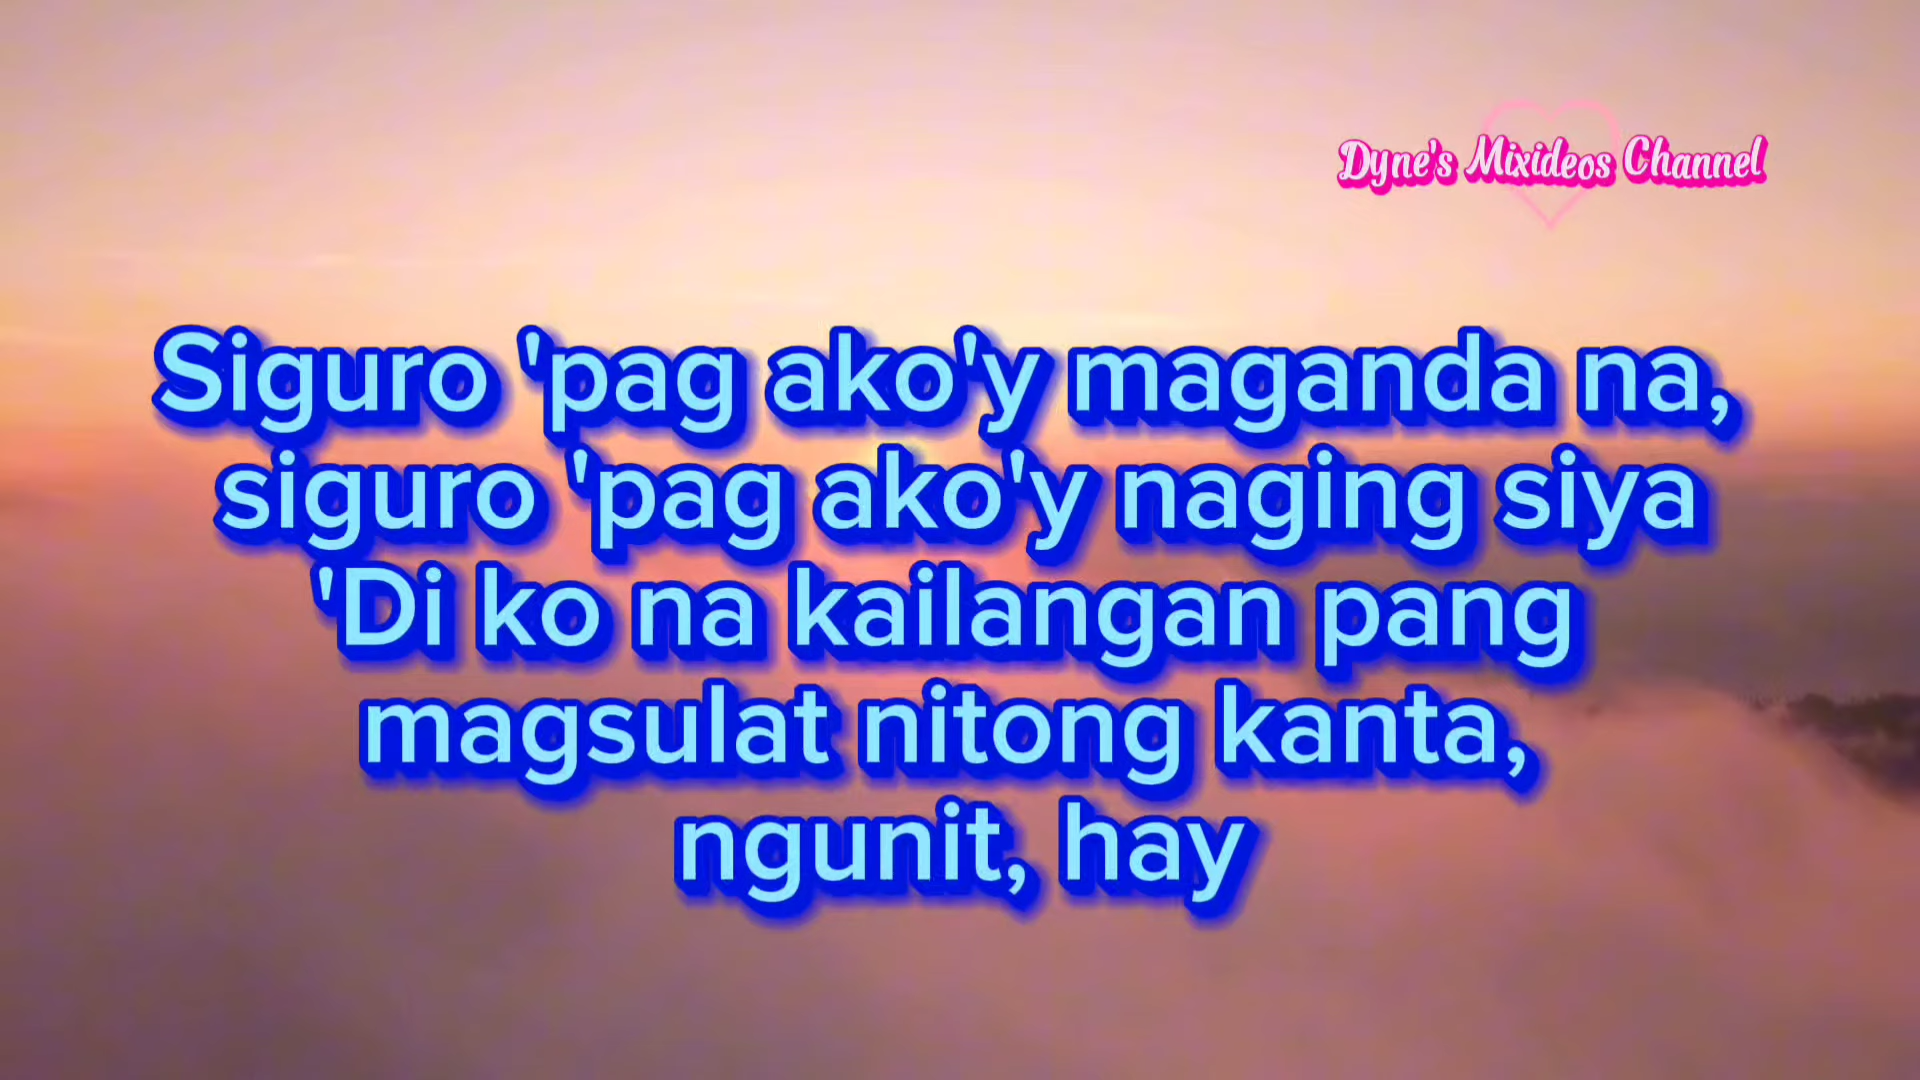 Dyne's Mixideos Channel
Siguro 'pag ako'y maganda na,
siguro 'pag ako'y naging siya
'Di ko na kailangan pang
magsulat nitong kanta,
ngunit, hay